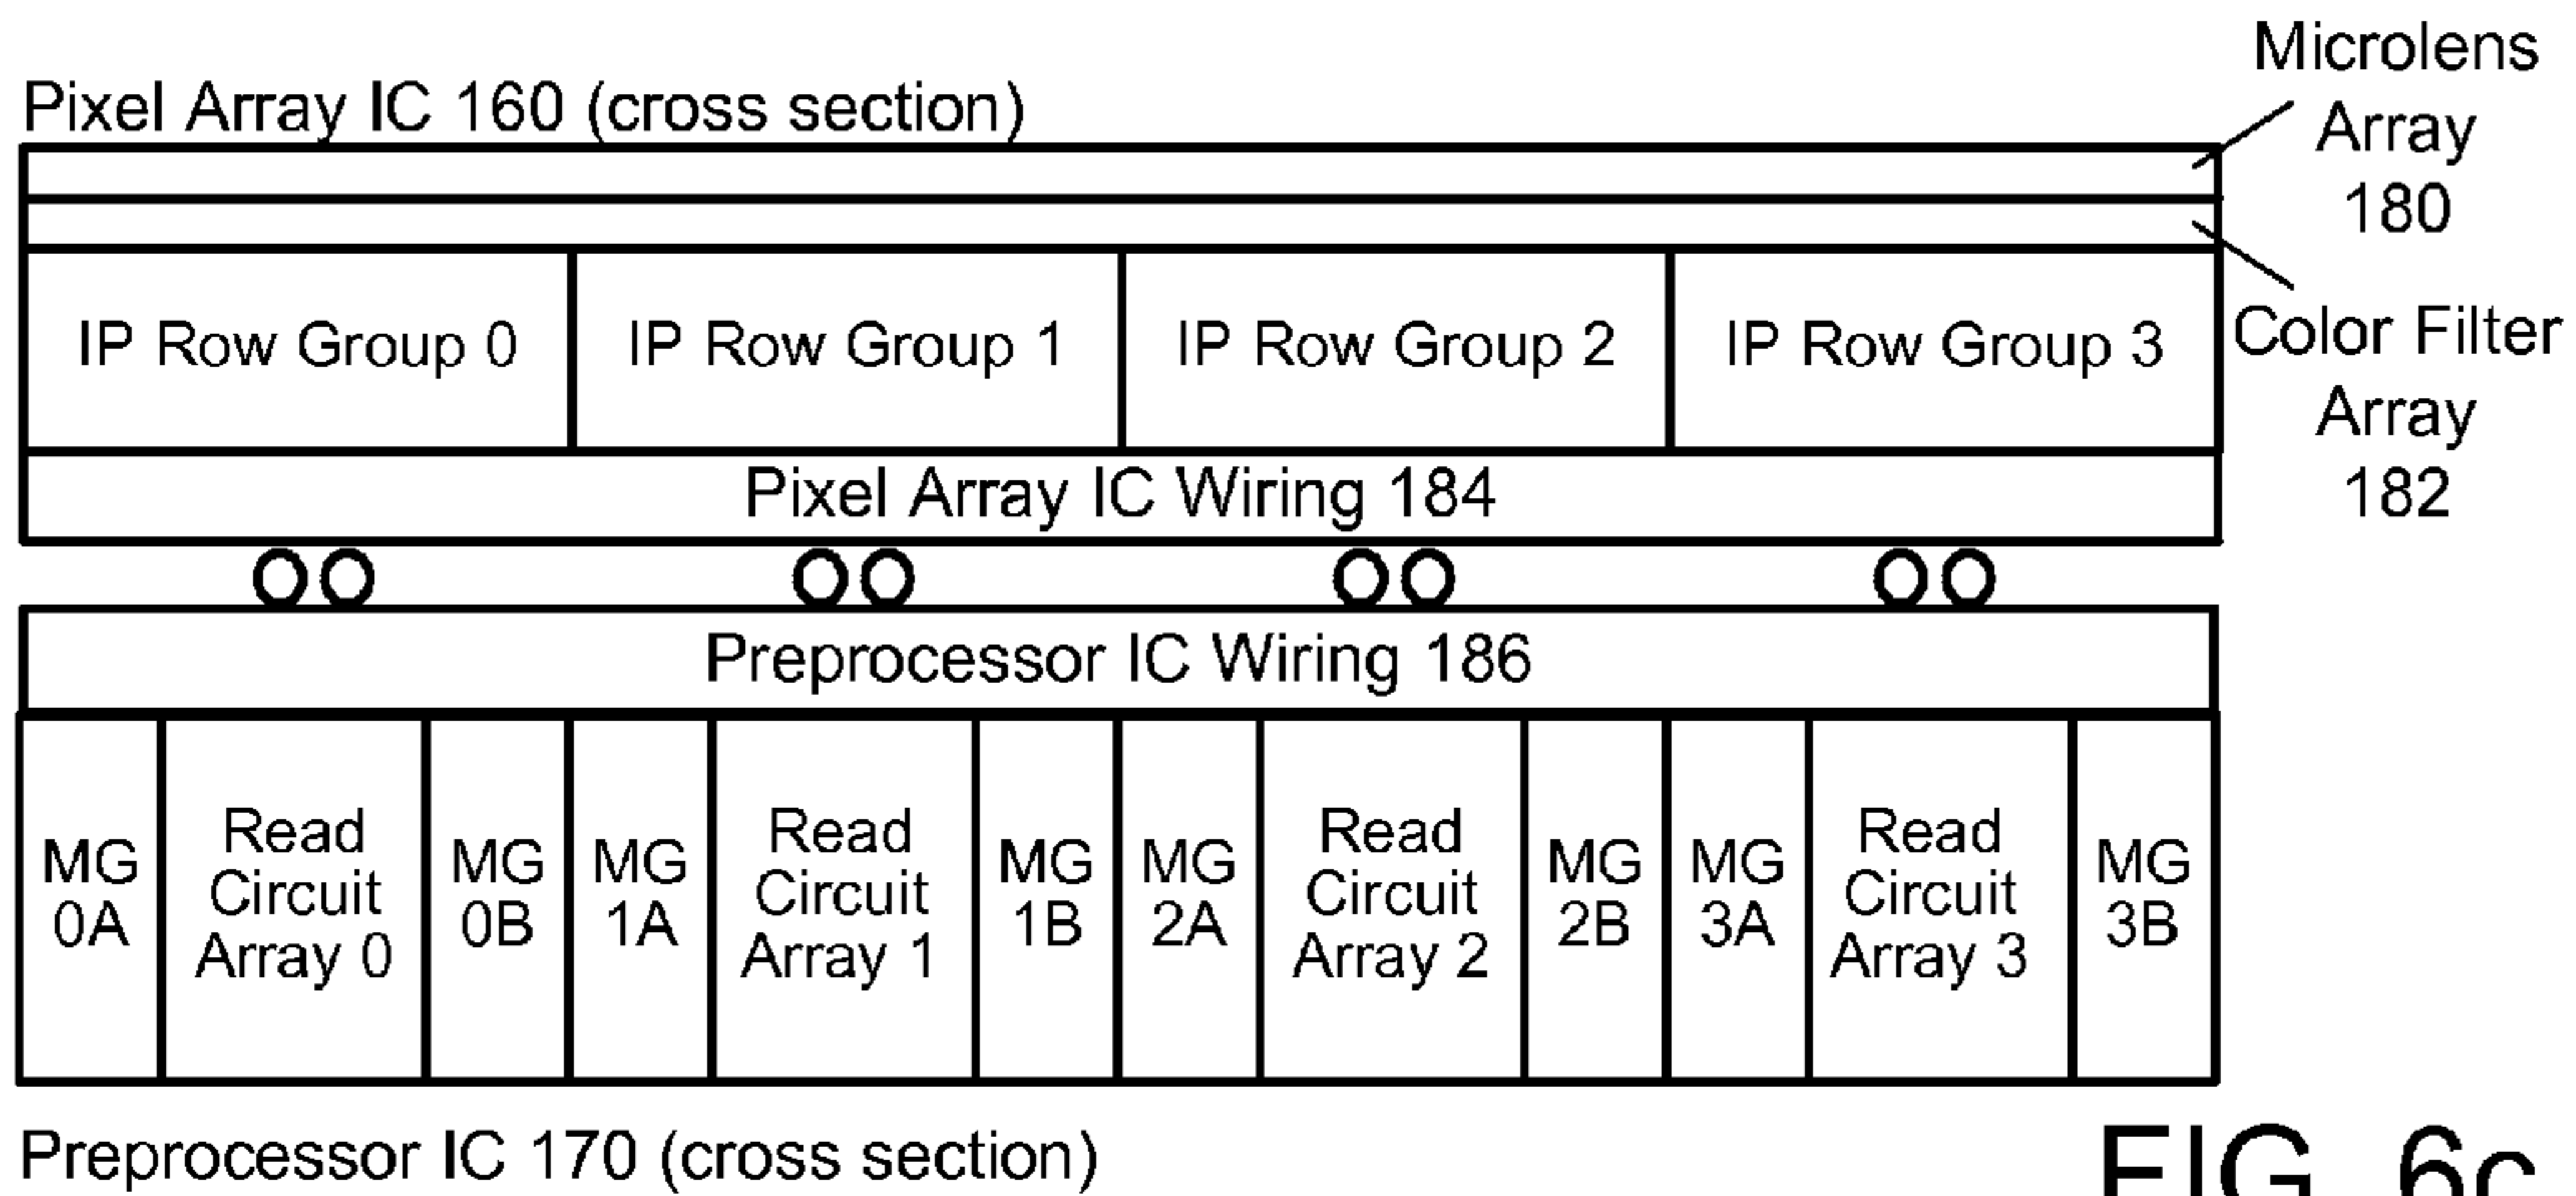 Microlens
Array
180
Pixel Array IC 160 (cross section)
Color Filter
Array
182
IP Row Group 0
IP Row Group 1
IP Row Group 2
IP Row Group 3
Pixel Array IC Wiring 184
Preprocessor IC Wiring 186
MG
0A
Read
Circuit
Array 0
MG
0B
MG
1A
Read
Circuit
Array 1
MG
1B
MG
2A
Read
Circuit
Array 2
MG
2B
MG
3A
Read
Circuit
Array 3
MG
3B
Preprocessor IC 170 (cross section)
FIG. 6c